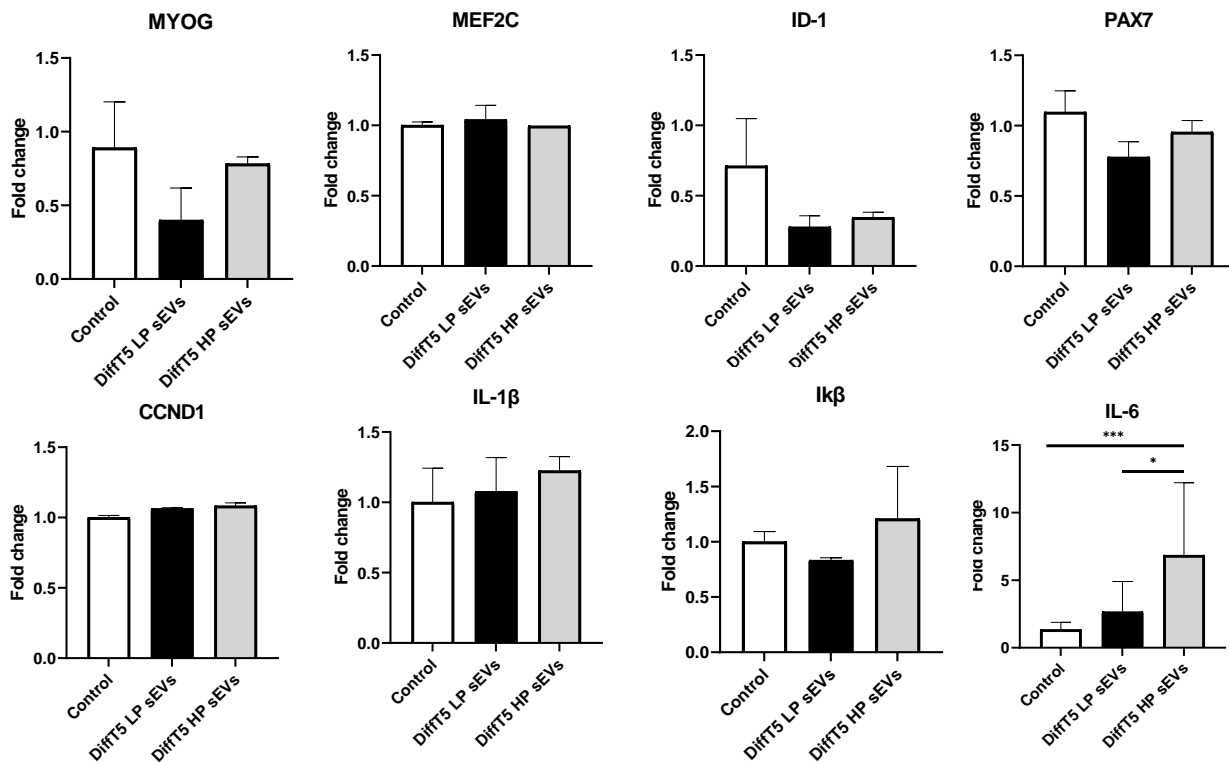 MYOG
Fold change
1.5
1.0
0.5
0.0
Control
DiffT5 LP sEVs
DiffT5 HP sEVs
MEF2C
Fold change
1.5
1.0
0.5
0.0
Control
DiffT5 LP sEVs
DiffT5 HP sEVs
ID-1
Fold change
1.5
1.0
0.5
0.0
Control
DiffT5 LP sEVs
DiffT5 HP sEVs
PAX7
Fold change
1.5
1.0
0.5
0.0
Control
DiffT5 LP sEVs
DiffT5 HP sEVs
CCND1
Fold change
1.5
1.0
0.5
0.0
Control
DiffT5 LP sEVs
DiffT5 HP sEVs
IL-1β
Fold change
1.5
1.0
0.5
0.0
Control
DiffT5 LP sEVs
DiffT5 HP sEVs
Ikβ
Fold change
2.0
1.5
1.0
0.5
0.0
Control
DiffT5 LP sEVs
DiffT5 HP sEVs
IL-6
Fold change
15
10
5
0
***
*
Control
DiffT5 LP sEVs
DiffT5 HP sEVs